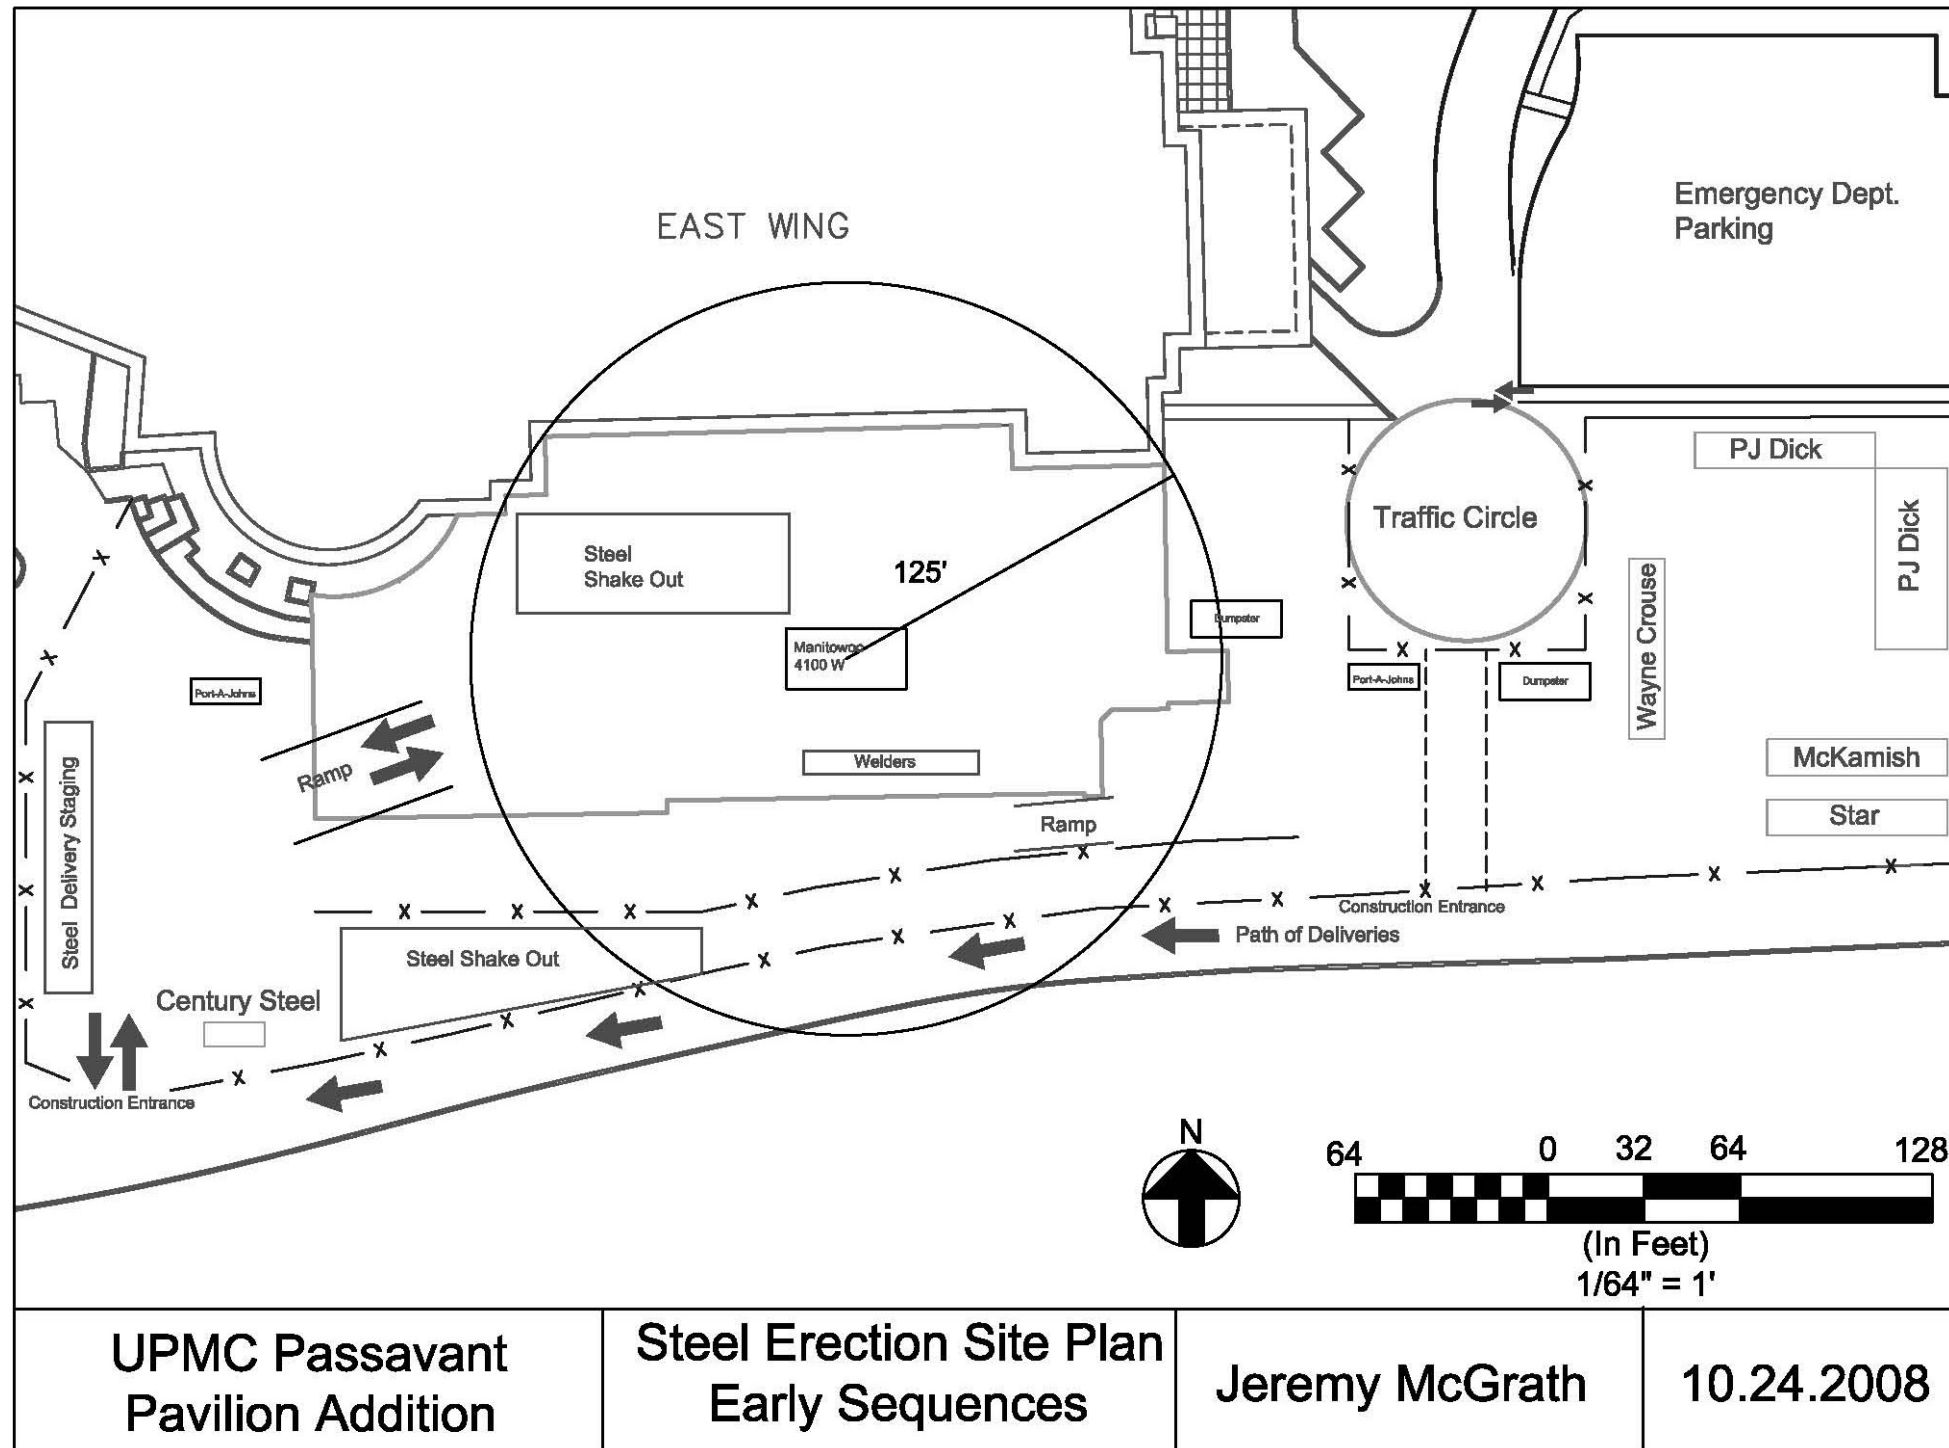 EAST WING
Emergency Dept.
Parking
PJ Dick
Traffic Circle
PJ Dick
Steel
Shake Out
125'
Manitowoc
4100 W
Dumpster
Wayne Crouse
Port-A-Johns
Port-A-Johns
Dumpster
Ramp
Welders
McKamish
Star
Ramp
Steel Delivery Staging
Construction Entrance
Path of Deliveries
Steel Shake Out
Century Steel
Construction Entrance
N
64 0 32 64 128
(In Feet)
1/64" = 1'
UPMC Passavant
Pavilion Addition
Steel Erection Site Plan
Early Sequences
Jeremy McGrath
10.24.2008